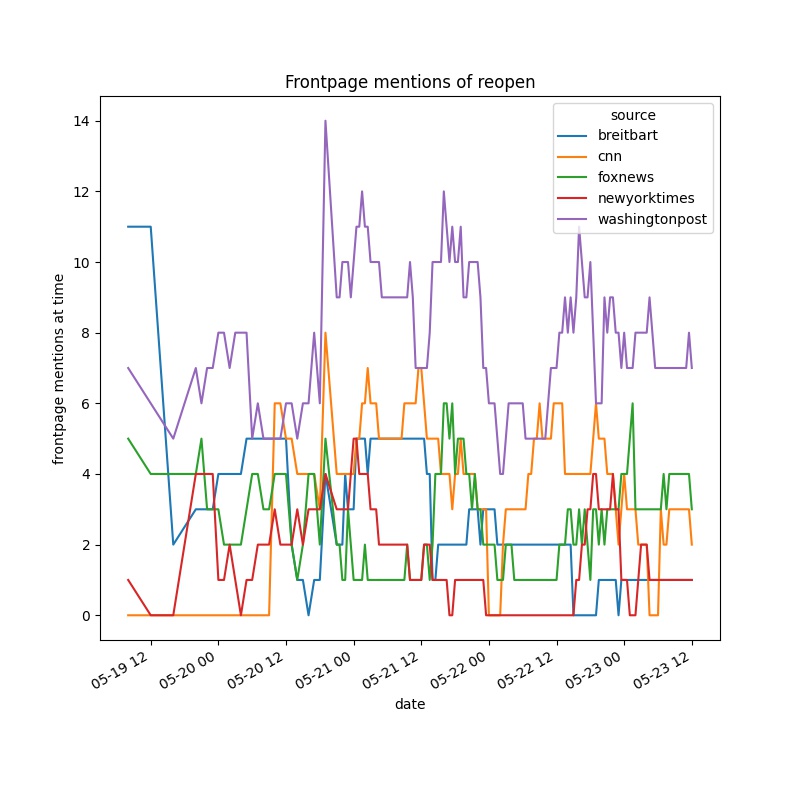 Frontpage mentions of reopen
source
breitbart
cnn
foxnews
newyorktimes
washingtonpost
frontpage mentions at time
14
12
10
8
6
4
2
0
05-19 12
05-20 00
05-20 12
05-21 00
05-21 12
05-22 00
05-22 12
05-23 00
05-23 12
date